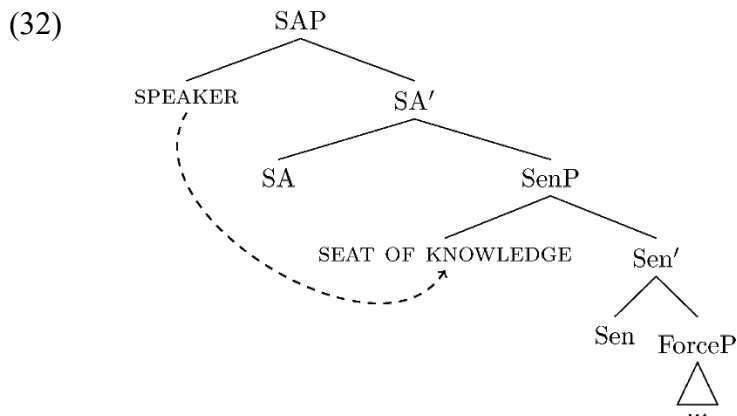 (32)
SAP
SPEAKER SA′
SA SenP
SEAT OF KNOWLEDGE Sen′
Sen ForceP
...